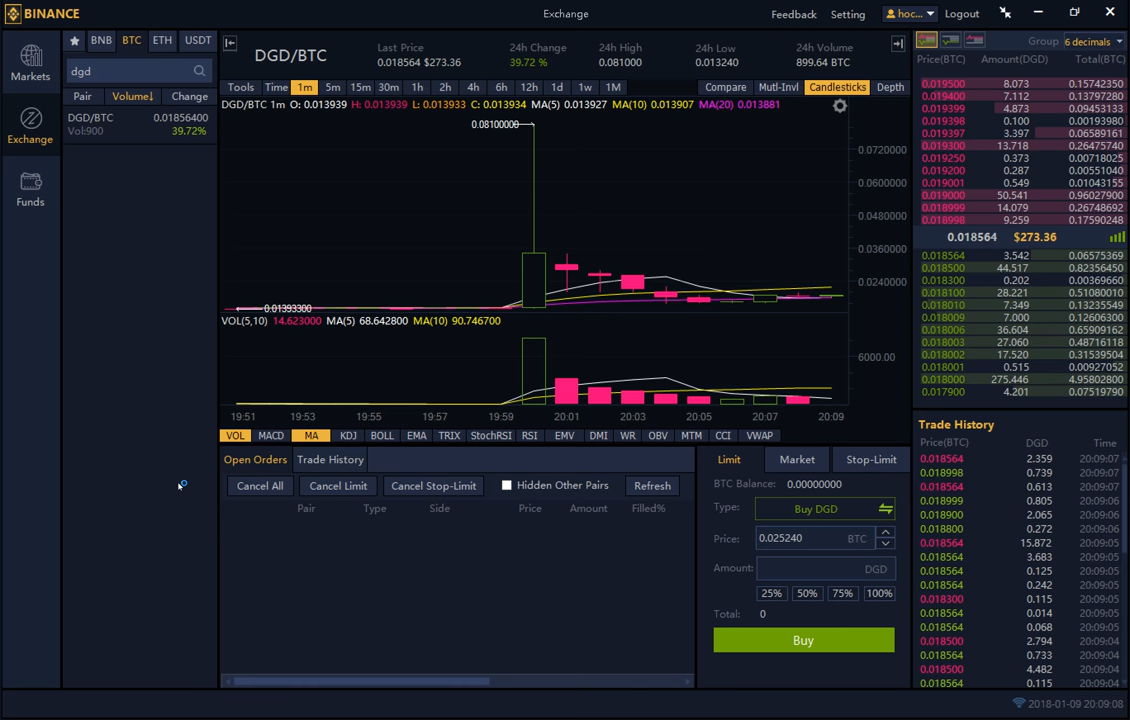 BINANCE
Exchange
Feedback
Setting
hoc...
Logout
Markets
Exchange
Funds
BNB BTC ETH USDT
dgd
Pair Volume↓ Change
DGD/BTC 0.01856400
Vol:900 39.72%
DGD/BTC
Last Price
0.018564 $273.36
24h Change
39.72 %
24h High
0.081000
24h Low
0.013240
24h Volume
899.64 BTC
Tools Time 1m 5m 15m 30m 1h 2h 4h 6h 12h 1d 1w 1M Compare Mutl-Invl Candlesticks Depth
DGD/BTC 1m O: 0.013939 H: 0.013939 L: 0.013933 C: 0.013934 MA(5) 0.013927 MA(10) 0.013907 MA(20) 0.013881
0.08100000
0.0720000
0.0600000
0.0480000
0.0360000
0.0240000
0.01393300
VOL(5,10) 14.623000 MA(5) 68.642800 MA(10) 90.746700
6000.00
19:51 19:53 19:55 19:57 19:59 20:01 20:03 20:05 20:07 20:09
VOL MACD MA KDJ BOLL EMA TRIX StochRSI RSI EMV DMI WR OBV MTM CCI VWAP
Open Orders Trade History
Cancel All Cancel Limit Cancel Stop-Limit Hidden Other Pairs Refresh
Pair Type Side Price Amount Filled%
Limit Market Stop-Limit
BTC Balance: 0.00000000
Type: Buy DGD
Price: 0.025240 BTC
Amount: DGD
25% 50% 75% 100%
Total: 0
Buy
Group 6 decimals
Price(BTC) Amount(DGD) Total(BTC)
0.019500 8.073 0.15742350
0.019400 7.112 0.13797280
0.019399 4.873 0.09453133
0.019398 0.100 0.00193980
0.019397 3.397 0.06589161
0.019300 13.718 0.26475740
0.019250 0.373 0.00718025
0.019200 0.287 0.00551040
0.019001 0.549 0.01043155
0.019000 50.541 0.96027900
0.018999 14.079 0.26748692
0.018998 9.259 0.17590248
0.018564 $273.36
0.018564 3.542 0.06575369
0.018500 44.517 0.82356450
0.018300 0.202 0.00369660
0.018100 28.221 0.51080010
0.018010 7.349 0.13235549
0.018009 7.000 0.12606300
0.018006 36.604 0.65909162
0.018003 27.060 0.48716118
0.018002 17.520 0.31539504
0.018001 0.515 0.00927052
0.018000 275.446 4.95802800
0.017900 4.201 0.07519790
Trade History
Price(BTC) DGD Time
0.018564 2.359 20:09:07
0.018998 0.739 20:09:07
0.018564 0.613 20:09:07
0.018999 0.805 20:09:06
0.018900 2.065 20:09:06
0.018800 0.272 20:09:06
0.018564 15.872 20:09:05
0.018564 3.683 20:09:05
0.018564 0.125 20:09:05
0.018564 0.242 20:09:05
0.018300 0.115 20:09:05
0.018564 0.014 20:09:05
0.018564 0.068 20:09:05
0.018500 2.794 20:09:04
0.018564 0.733 20:09:04
0.018500 4.482 20:09:04
0.018564 0.115 20:09:04
2018-01-09 20:09:08